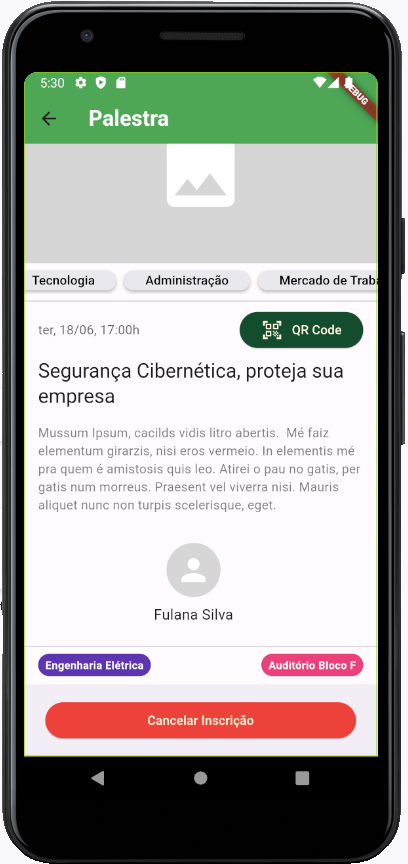 5:30
DEBUG
Palestra
Tecnologia
Administração
Mercado de Traba
ter, 18/06, 17:00h
QR Code
Segurança Cibernética, proteja sua
empresa
Mussum Ipsum, cacilds vidis litro abertis.  Mé faiz
elementum girarzis, nisi eros vermeio. In elementis mé
pra quem é amistosis quis leo. Atirei o pau no gatis, per
gatis num morreus. Praesent vel viverra nisi. Mauris
aliquet nunc non turpis scelerisque, eget.
Fulana Silva
Engenharia Elétrica
Auditório Bloco F
Cancelar Inscrição